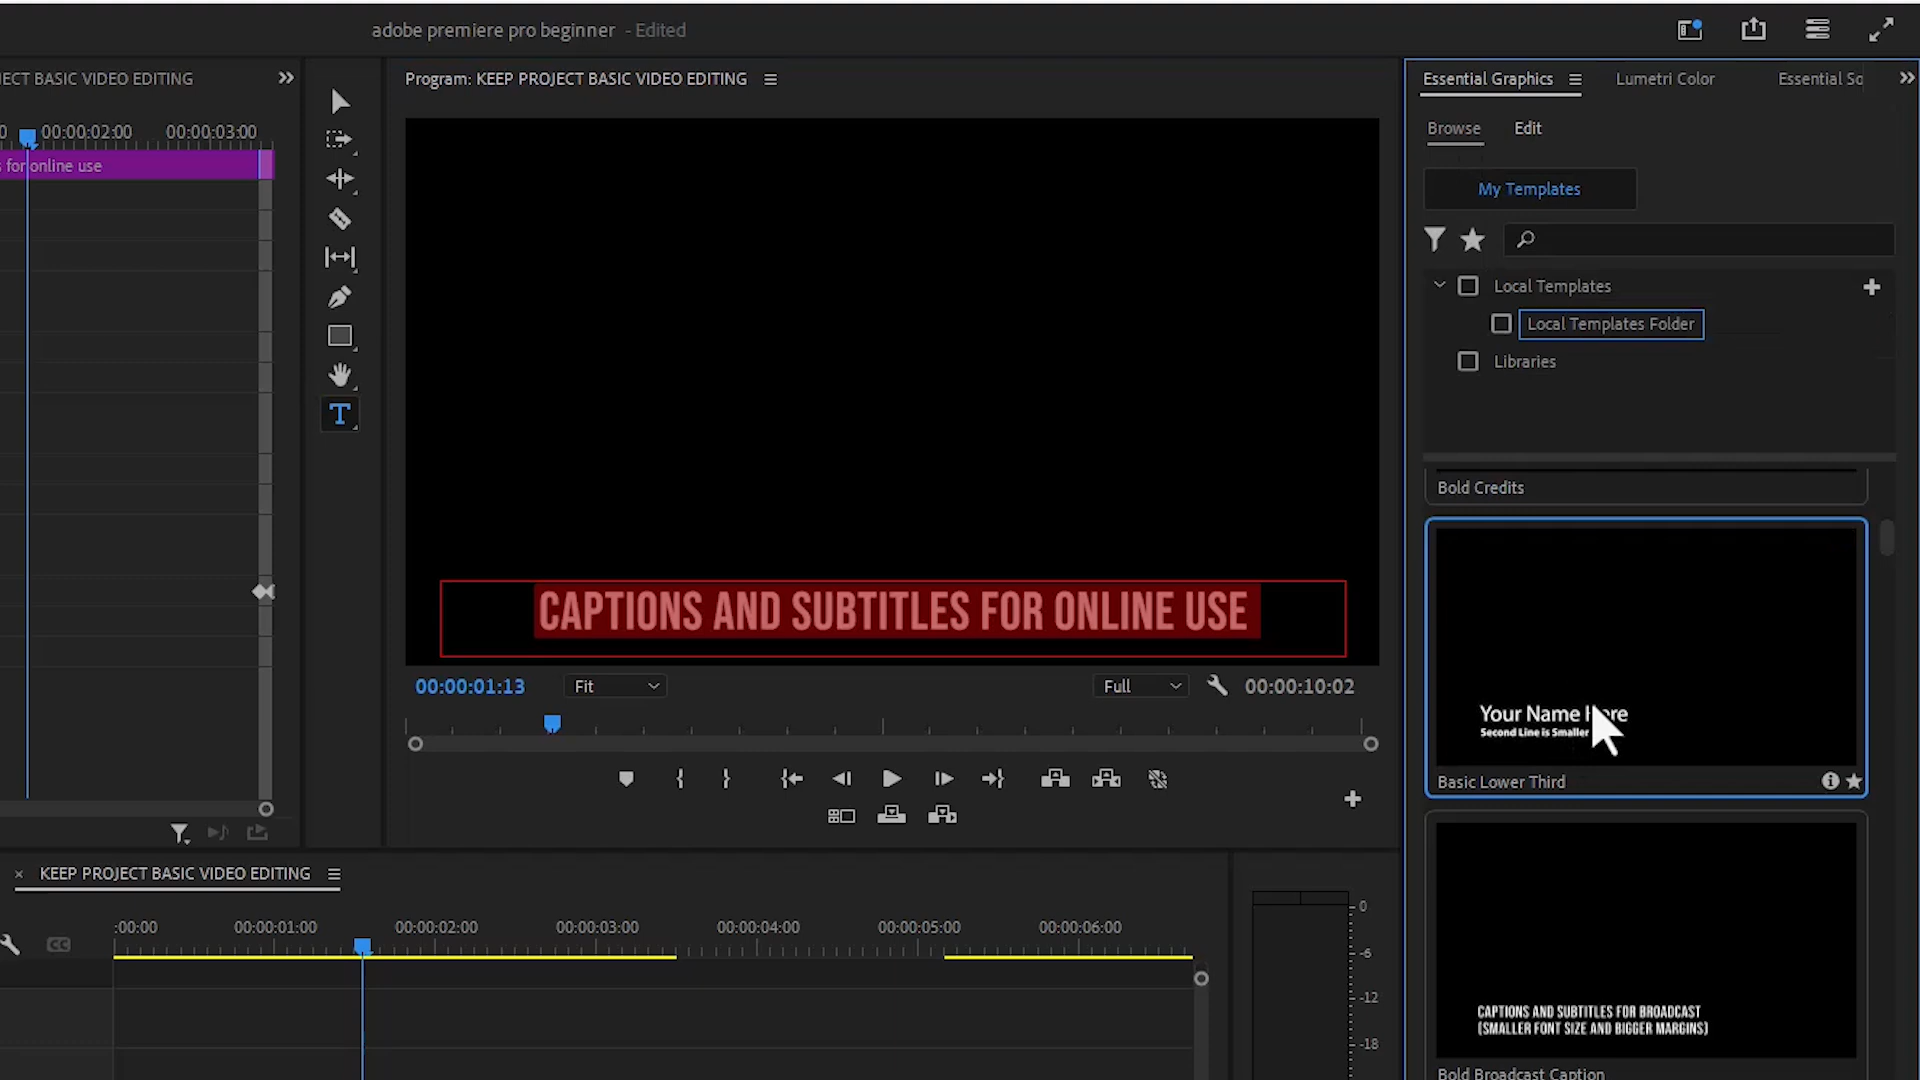 adobe premiere pro beginner - Edited
ECT BASIC VIDEO EDITING
Program: KEEP PROJECT BASIC VIDEO EDITING
Essential Graphics
Lumetri Color
Essential So
0
00:00:02:00
00:00:03:00
for online use
Browse
Edit
My Templates
Local Templates
Local Templates Folder
Libraries
Bold Credits
CAPTIONS AND SUBTITLES FOR ONLINE USE
00:00:01:13
Fit
Full
00:00:10:02
Your Name Here
Second Line is Smaller
Basic Lower Third
KEEP PROJECT BASIC VIDEO EDITING
:00:00
00:00:01:00
00:00:02:00
00:00:03:00
00:00:04:00
00:00:05:00
00:00:06:00
CC
0
-6
-12
-18
CAPTIONS AND SUBTITLES FOR BROADCAST
(SMALLER FONT SIZE AND BIGGER MARGINS)
Bold Broadcast Caption